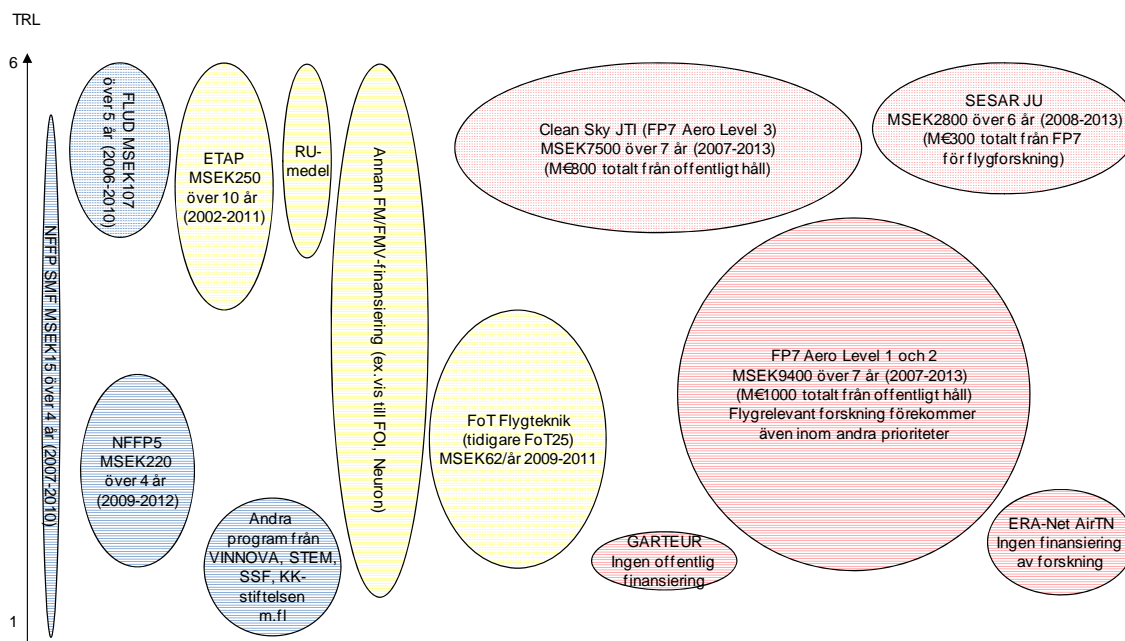 TRL
6
FLUD MSEK107
över 5 år
(2006-2010)
ETAP
MSEK250
över 10 år
(2002-2011)
RU-
medel
Annan FM/FMV-finansiering (ex.vis till FOI, Neuron)
Clean Sky JTI (FP7 Aero Level 3)
MSEK7500 över 7 år (2007-2013)
(M€800 totalt från offentligt håll)
SESAR JU
MSEK2800 över 6 år (2008-2013)
(M€300 totalt från FP7
för flygforskning)
NFFP SMF MSEK15 över 4 år (2007-2010)
FP7 Aero Level 1 och 2
MSEK9400 över 7 år (2007-2013)
(M€1000 totalt från offentligt håll)
Flygrelevant forskning förekommer
även inom andra prioriteter
NFFP5
MSEK220
över 4 år
(2009-2012)
FoT Flygteknik
(tidigare FoT25)
MSEK62/år 2009-2011
Andra
program från
VINNOVA, STEM,
SSF, KK-
stiftelsen
m.fl
GARTEUR
Ingen offentlig
finansiering
ERA-Net AirTN
Ingen finansiering
av forskning
1